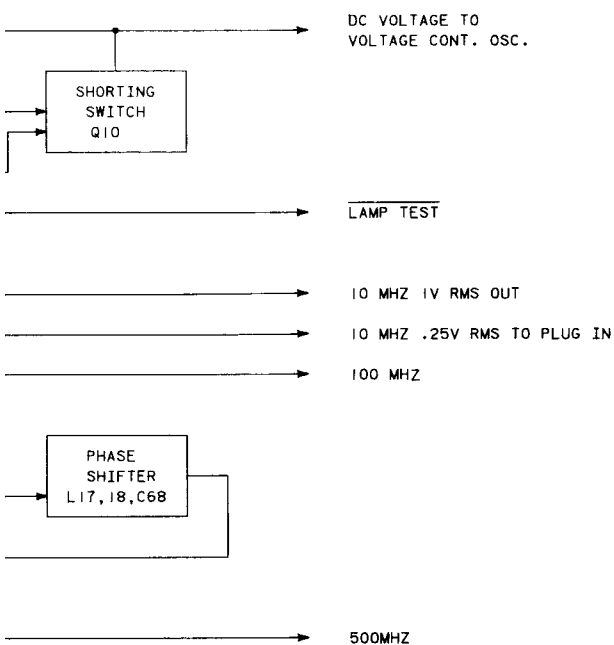 DC VOLTAGE TO
VOLTAGE CONT. OSC.
SHORTING
SWITCH
Q10
LAMP TEST
10 MHZ 1V RMS OUT
10 MHZ .25V RMS TO PLUG IN
100 MHZ
PHASE
SHIFTER
L17,18,C68
500MHZ